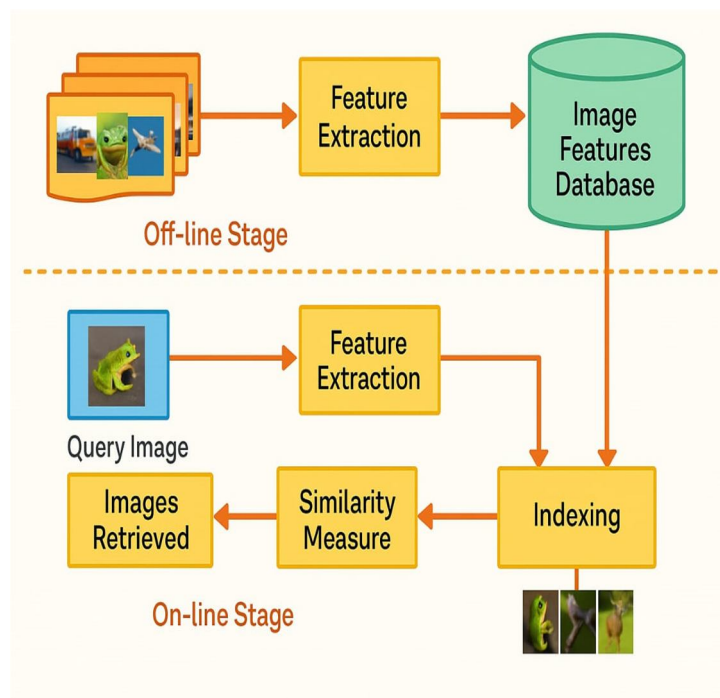 Feature
Extraction
Image
Features
Database
Off-line Stage
Feature
Extraction
Query Image
Images
Retrieved
Similarity
Measure
Indexing
On-line Stage